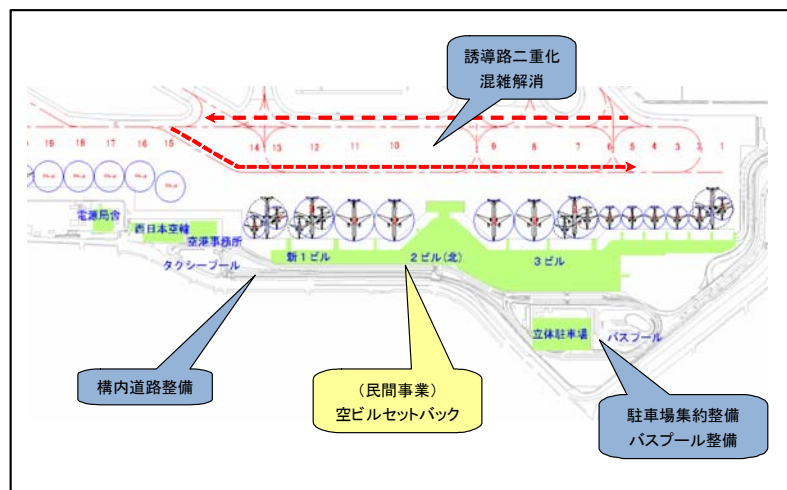 誘導路二重化
混雑解消
19 18 17 16 15 14 13 12 11 10 9 8 7 6 5 4 3 2 1
電源局舎
西日本空輸
空港事務所
タクシープール
新1ビル
2ビル(北)
3ビル
立体駐車場
バスプール
構内道路整備
(民間事業)
空ビルセットバック
駐車場集約整備
バスプール整備